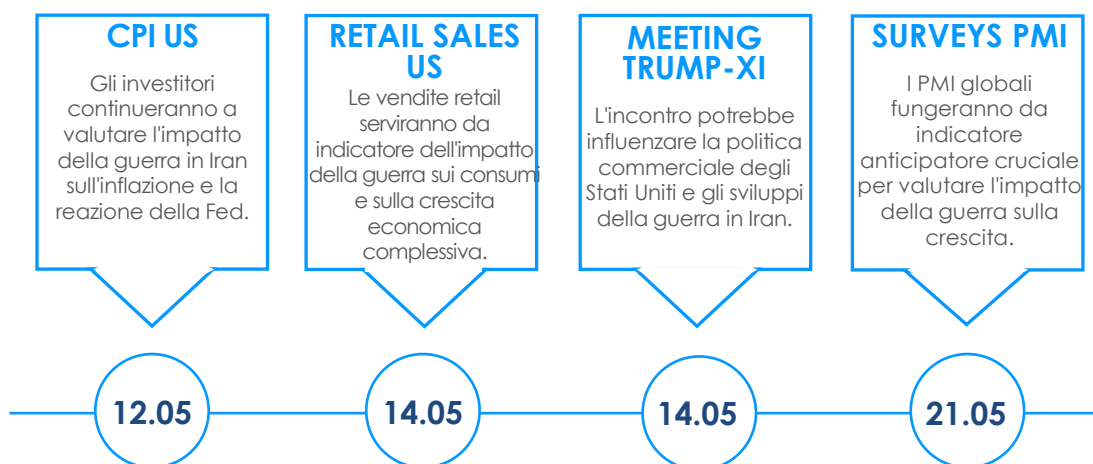 CPI US
Gli investitori
continueranno a
valutare l'impatto
della guerra in Iran
sull'inflazione e la
reazione della Fed.
12.05
RETAIL SALES
US
Le vendite retail
serviranno da
indicatore dell'impatto
della guerra sui consumi
e sulla crescita
economica
complessiva.
14.05
MEETING
TRUMP-XI
L'incontro potrebbe
influenzare la politica
commerciale degli
Stati Uniti e gli sviluppi
della guerra in Iran.
14.05
SURVEYS PMI
I PMI globali
fungeranno da
indicatore
anticipatore cruciale
per valutare l'impatto
della guerra sulla
crescita.
21.05